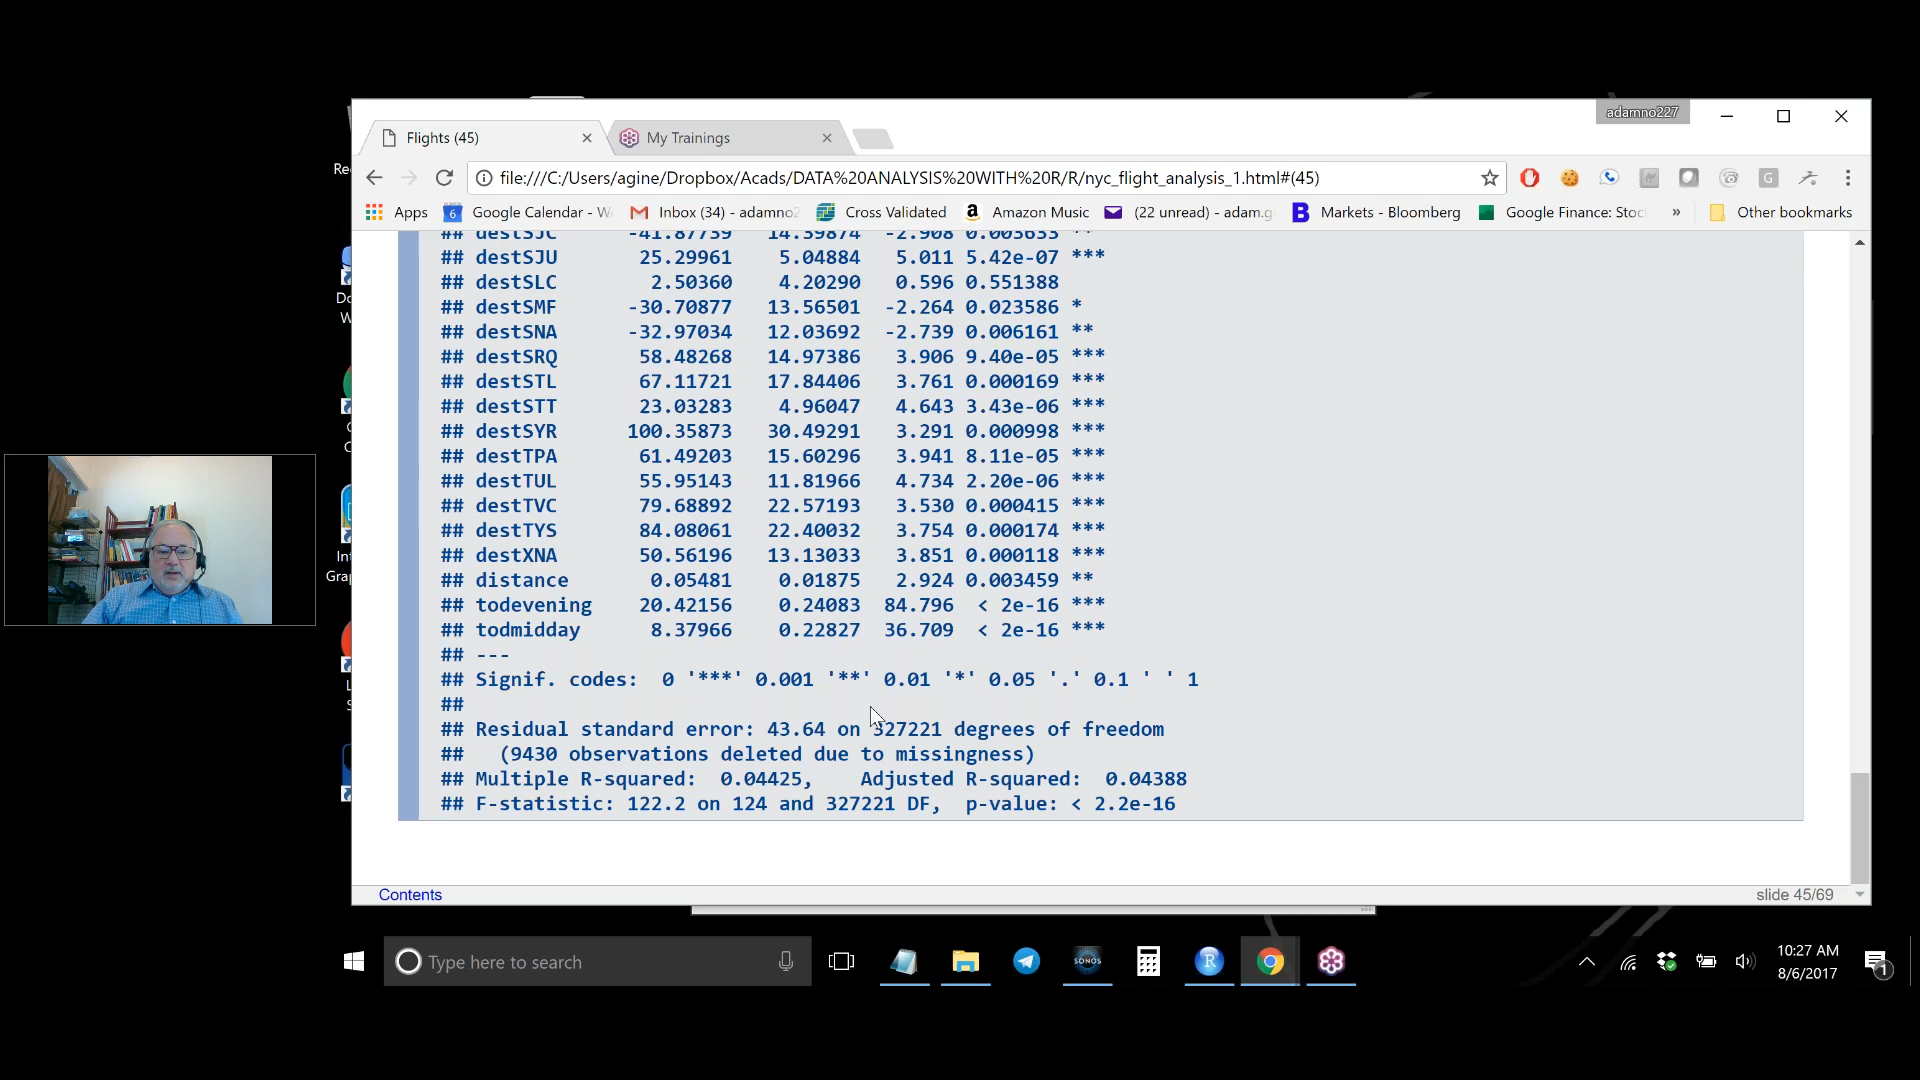 adamno227
Flights (45)
My Trainings
file:///C:/Users/agine/Dropbox/Acads/DATA%20ANALYSIS%20WITH%20R/R/nyc_flight_analysis_1.html#(45)
Apps
6
Google Calendar - W
Inbox (34) - adamno2
Cross Validated
Amazon Music
(22 unread) - adam.g
Markets - Bloomberg
Google Finance: Stoc
»
Other bookmarks
## destSJC -41.87739 14.39874 -2.908 0.003633 **
## destSJU 25.29961 5.04884 5.011 5.42e-07 ***
## destSLC 2.50360 4.20290 0.596 0.551388
## destSMF -30.70877 13.56501 -2.264 0.023586 *
## destSNA -32.97034 12.03692 -2.739 0.006161 **
## destSRQ 58.48268 14.97386 3.906 9.40e-05 ***
## destSTL 67.11721 17.84406 3.761 0.000169 ***
## destSTT 23.03283 4.96047 4.643 3.43e-06 ***
## destSYR 100.35873 30.49291 3.291 0.000998 ***
## destTPA 61.49203 15.60296 3.941 8.11e-05 ***
## destTUL 55.95143 11.81966 4.734 2.20e-06 ***
## destTVC 79.68892 22.57193 3.530 0.000415 ***
## destTYS 84.08061 22.40032 3.754 0.000174 ***
## destXNA 50.56196 13.13033 3.851 0.000118 ***
## distance 0.05481 0.01875 2.924 0.003459 **
## todevening 20.42156 0.24083 84.796 < 2e-16 ***
## todmidday 8.37966 0.22827 36.709 < 2e-16 ***
## ---
## Signif. codes: 0 '***' 0.001 '**' 0.01 '*' 0.05 '.' 0.1 ' ' 1
##
## Residual standard error: 43.64 on 327221 degrees of freedom
## (9430 observations deleted due to missingness)
## Multiple R-squared: 0.04425, Adjusted R-squared: 0.04388
## F-statistic: 122.2 on 124 and 327221 DF, p-value: < 2.2e-16
Contents
slide 45/69
Type here to search
SONOS
R
10:27 AM
8/6/2017
1